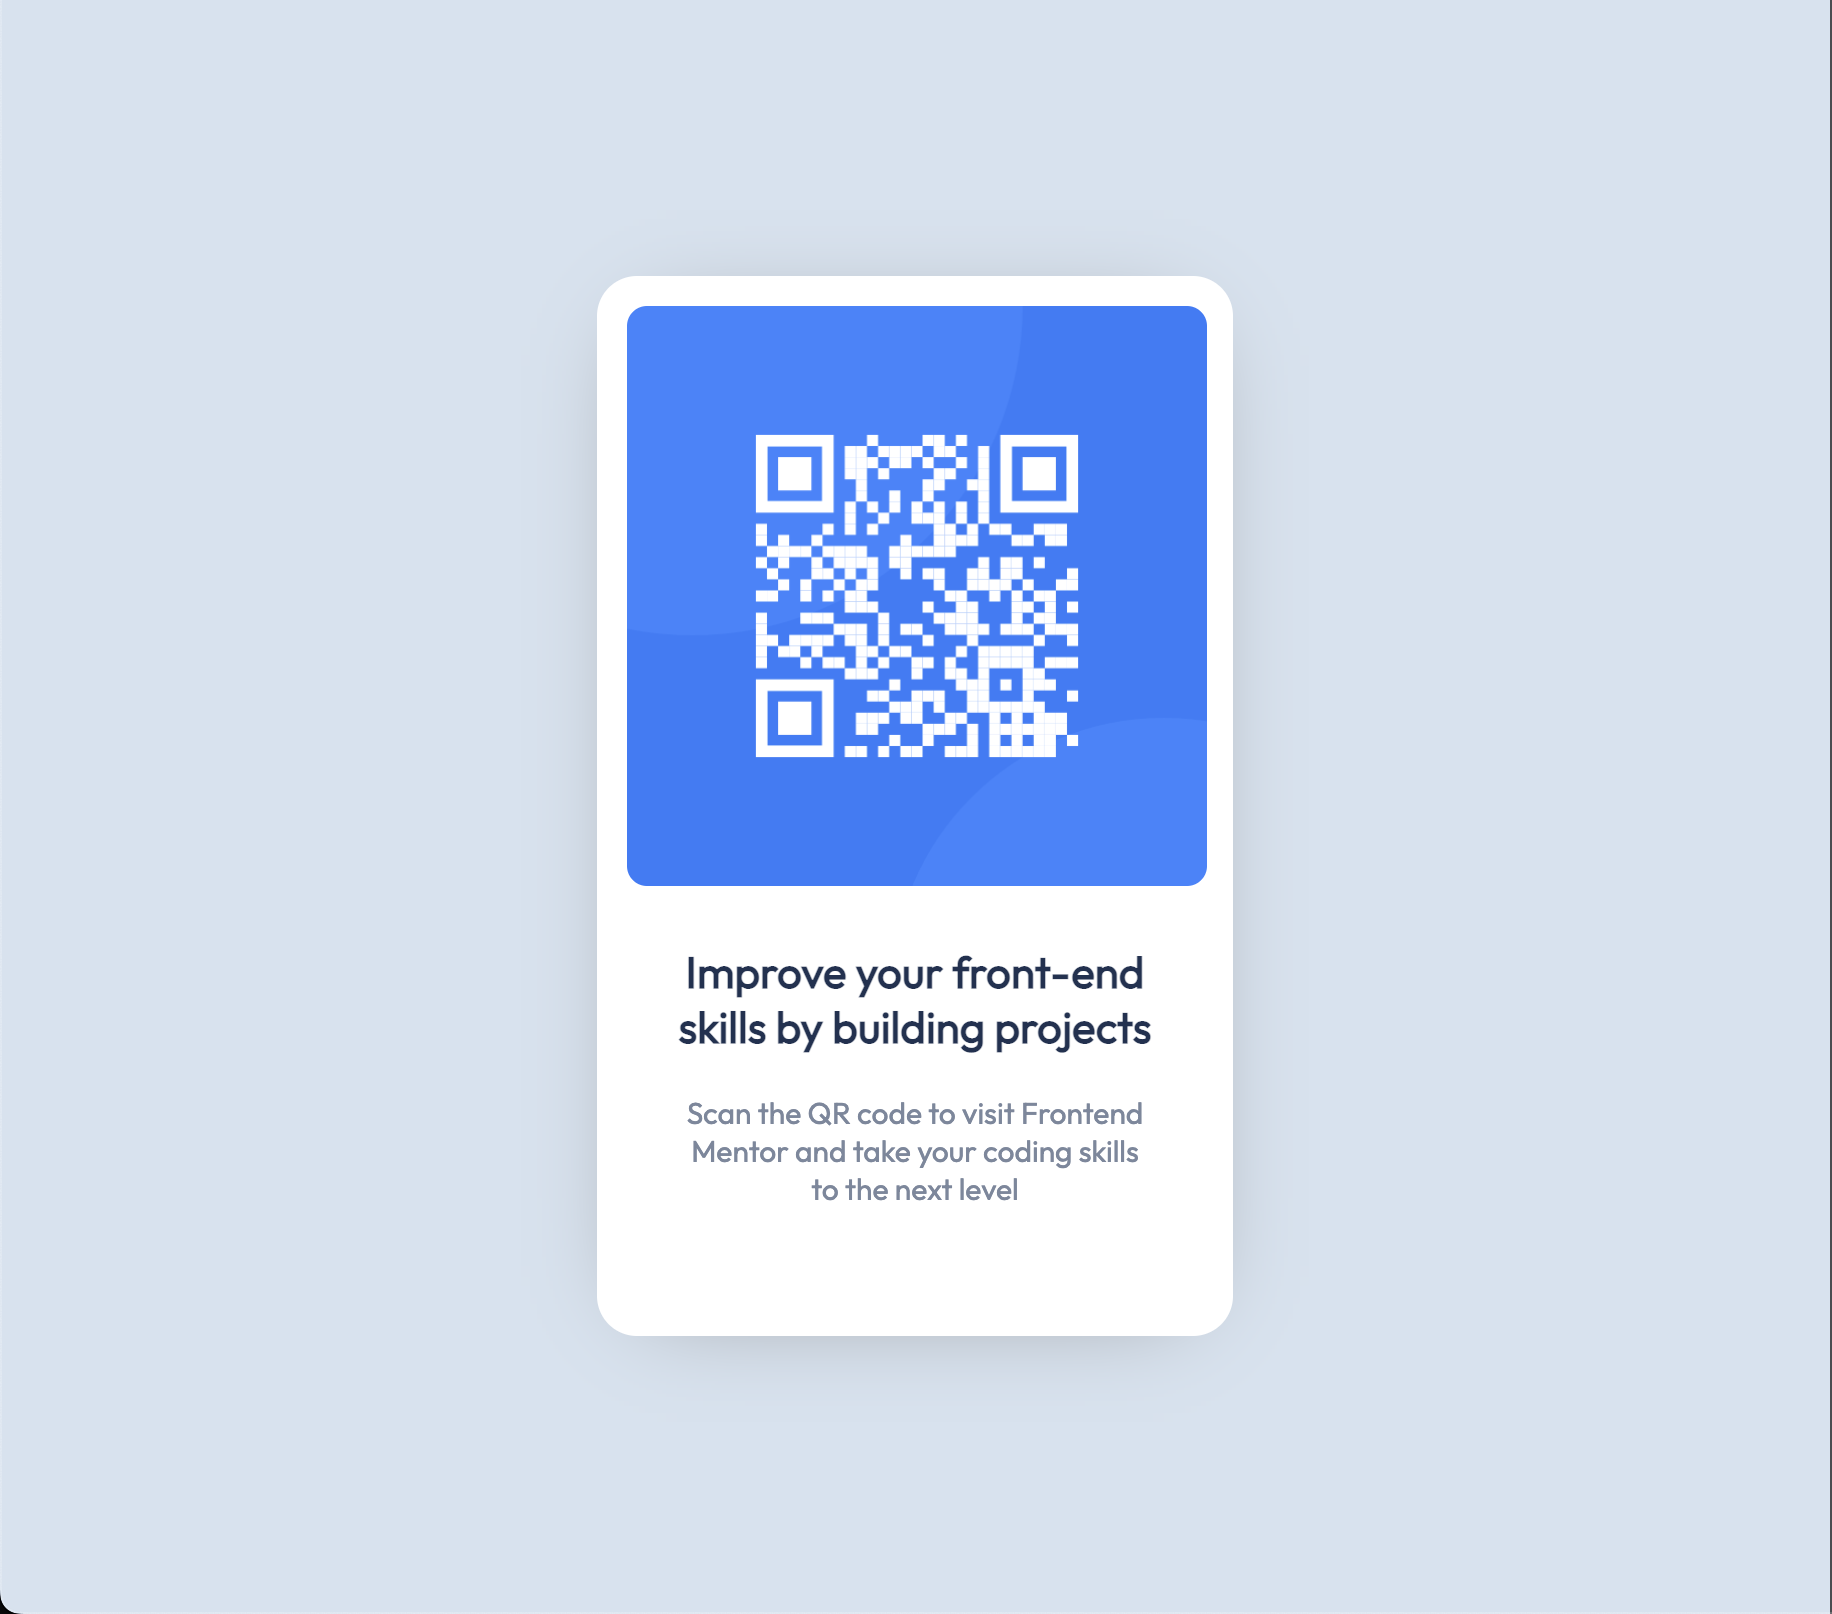 Improve your front-end
skills by building projects
Scan the QR code to visit Frontend
Mentor and take your coding skills
to the next level